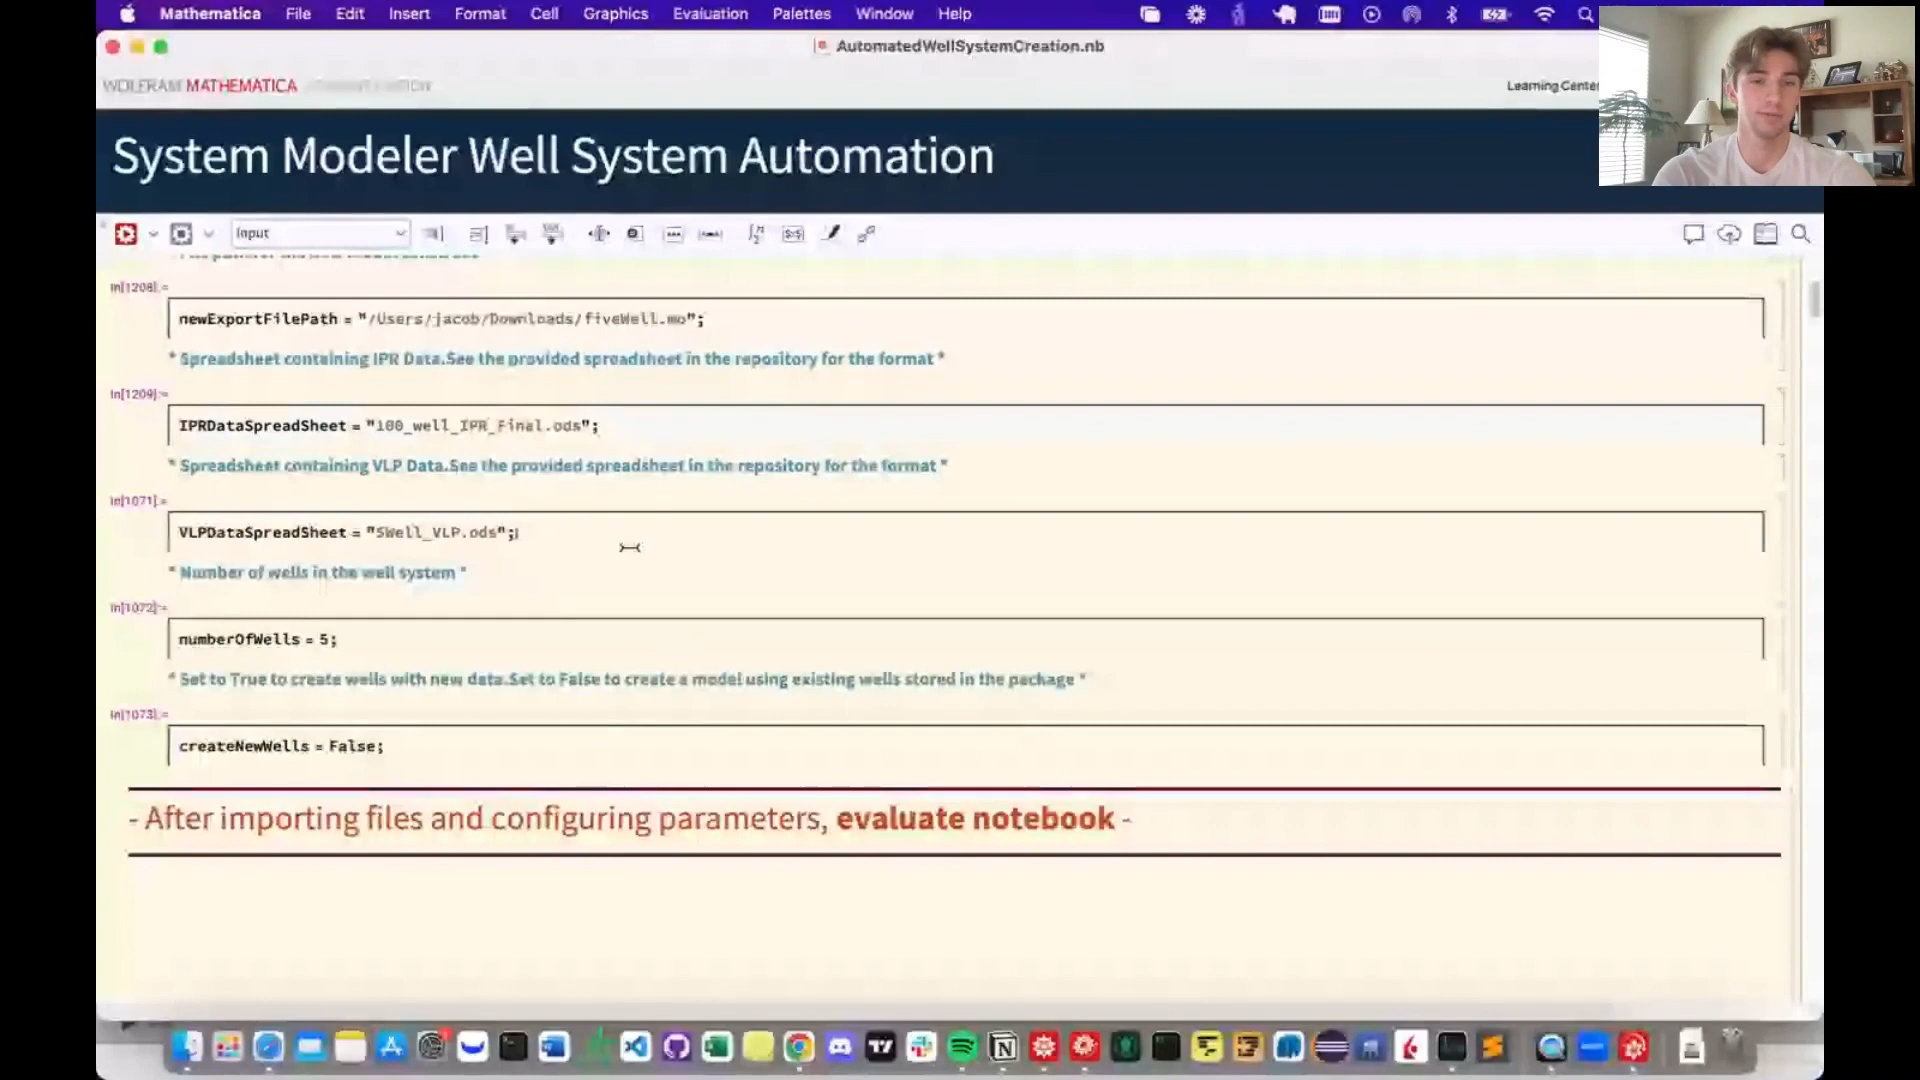 Mathematica File Edit Insert Format Cell Graphics Evaluation Palettes Window Help
AutomatedWellSystemCreation.nb
WOLFRAM MATHEMATICA
Learning Center
System Modeler Well System Automation
Input
In[1208]:=
newExportFilePath = "/Users/jacob/Downloads/fiveWell.mo";
* Spreadsheet containing IPR Data.See the provided spreadsheet in the repository for the format *
In[1209]:=
IPRDataSpreadSheet = "100_well_IPR_Final.ods";
* Spreadsheet containing VLP Data.See the provided spreadsheet in the repository for the format *
In[1071]:=
VLPDataSpreadSheet = "5Well_VLP.ods";
* Number of wells in the well system *
In[1072]:=
numberOfWells = 5;
* Set to True to create wells with new data.Set to False to create a model using existing wells stored in the package *
In[1073]:=
createNewWells = False;
- After importing files and configuring parameters, evaluate notebook -